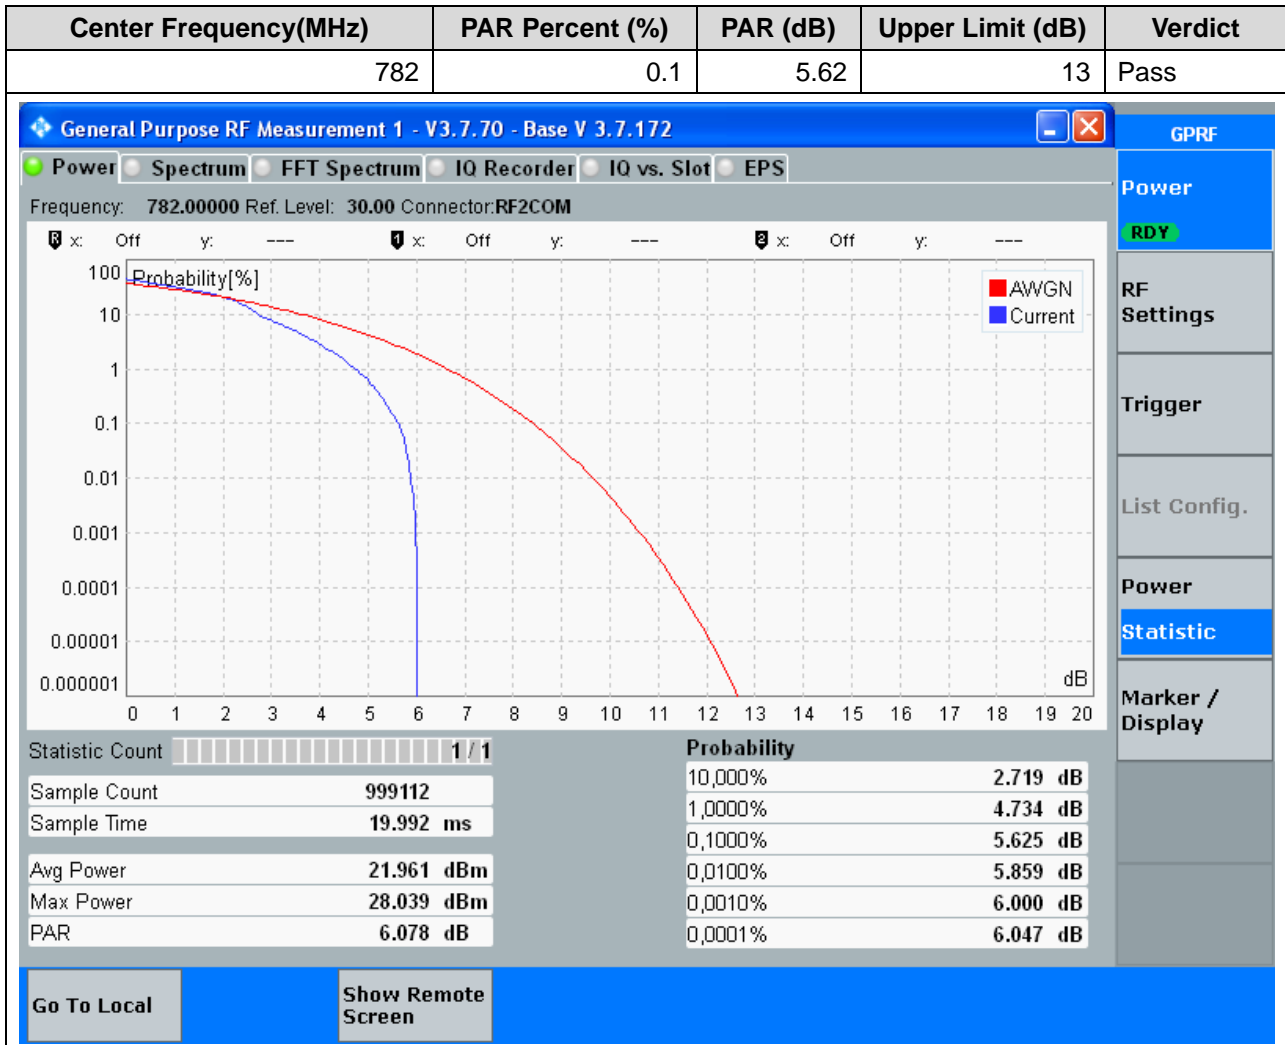 Center Frequency(MHz) PAR Percent (%) PAR (dB) Upper Limit (dB) Verdict
782 0.1 5.62 13 Pass
General Purpose RF Measurement 1 - V3.7.70 - Base V 3.7.172
GPRF
Power Spectrum FFT Spectrum IQ Recorder IQ vs. Slot EPS
Power
RDY
Frequency: 782.00000 Ref. Level: 30.00 Connector:RF2COM
R x: Off y: --- 1 x: Off y: --- 2 x: Off y: ---
Probability[%]
AWGN
Current
100
10
1
0.1
0.01
0.001
0.0001
0.00001
0.000001
dB
0 1 2 3 4 5 6 7 8 9 10 11 12 13 14 15 16 17 18 19 20
RF
Settings
Trigger
List Config.
Power
Statistic
Marker /
Display
Statistic Count 1 / 1
Sample Count 999112
Sample Time 19.992 ms
Avg Power 21.961 dBm
Max Power 28.039 dBm
PAR 6.078 dB
Probability
10,000% 2.719 dB
1,0000% 4.734 dB
0,1000% 5.625 dB
0,0100% 5.859 dB
0,0010% 6.000 dB
0,0001% 6.047 dB
Go To Local
Show Remote
Screen